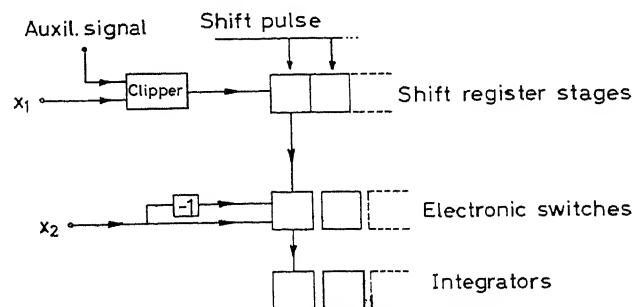 Shift pulse
Auxil. signal
Clipper
x₁
Shift register stages
-1
x₂
Electronic switches
Integrators